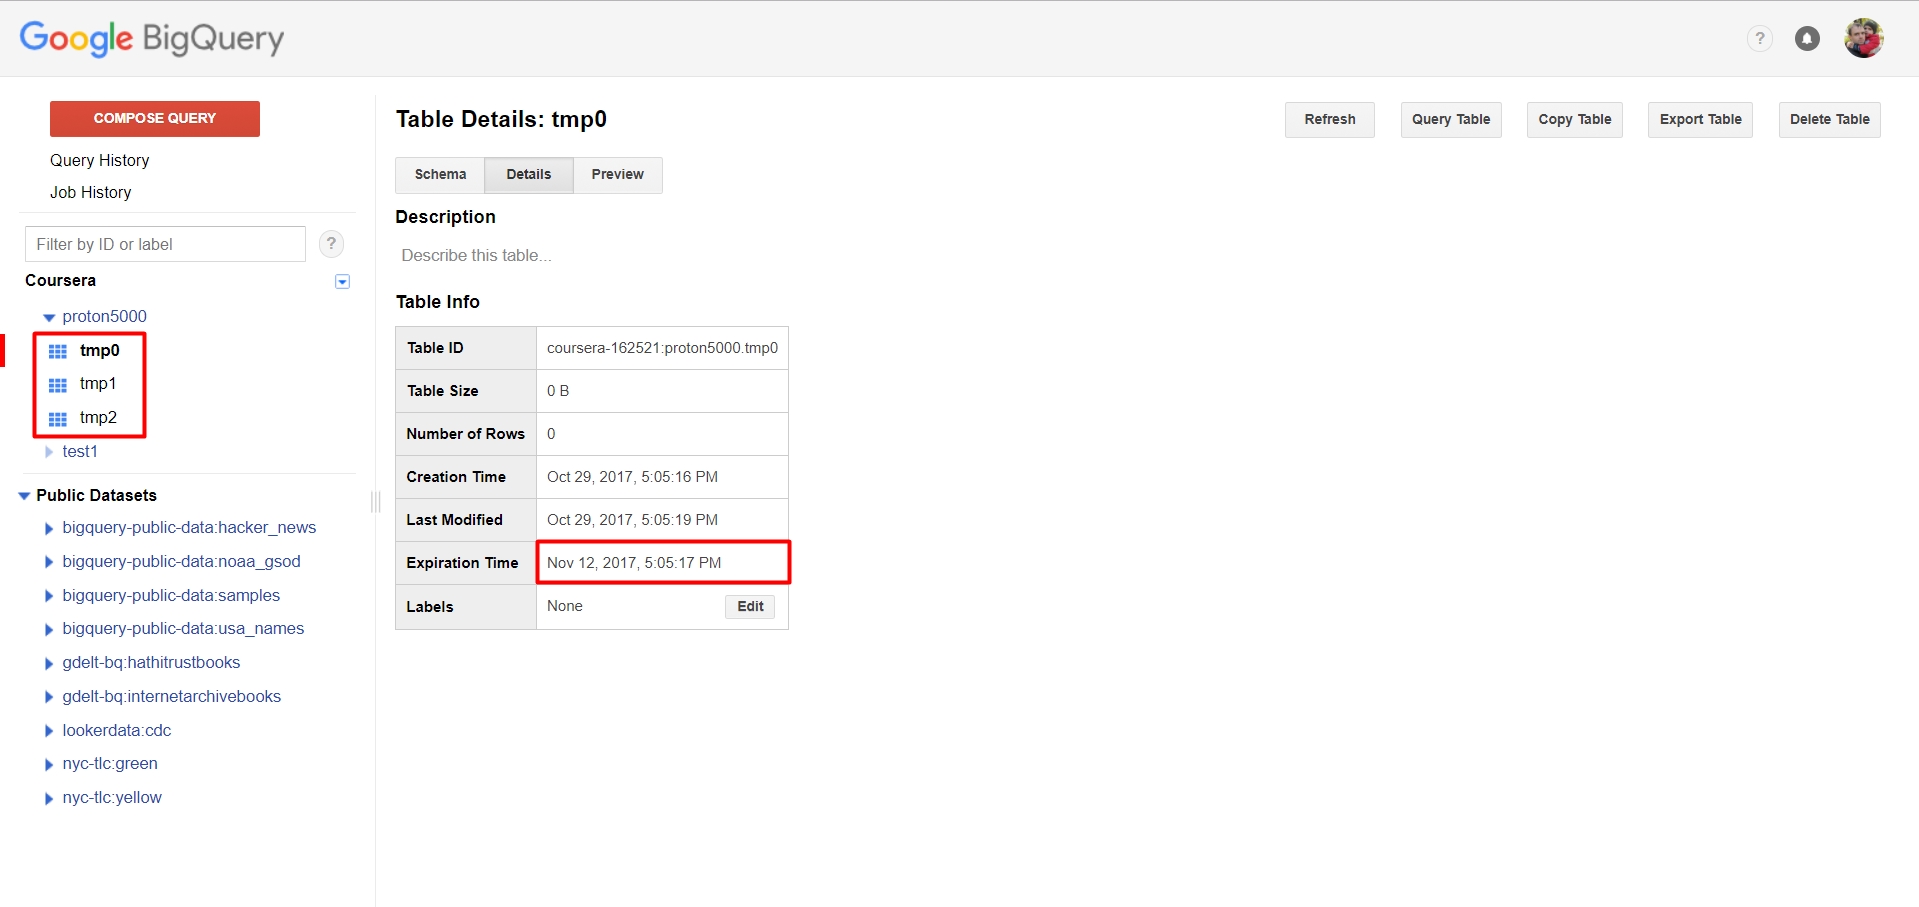 Google BigQuery
?
COMPOSE QUERY
Query History
Job History
Filter by ID or label
?
Coursera
proton5000
tmp0
tmp1
tmp2
test1
Public Datasets
bigquery-public-data:hacker_news
bigquery-public-data:noaa_gsod
bigquery-public-data:samples
bigquery-public-data:usa_names
gdelt-bq:hathitrustbooks
gdelt-bq:internetarchivebooks
lookerdata:cdc
nyc-tlc:green
nyc-tlc:yellow
Table Details: tmp0
Refresh Query Table Copy Table Export Table Delete Table
Schema Details Preview
Description
Describe this table...
Table Info
Table ID coursera-162521:proton5000.tmp0
Table Size 0 B
Number of Rows 0
Creation Time Oct 29, 2017, 5:05:16 PM
Last Modified Oct 29, 2017, 5:05:19 PM
Expiration Time Nov 12, 2017, 5:05:17 PM
Labels None Edit